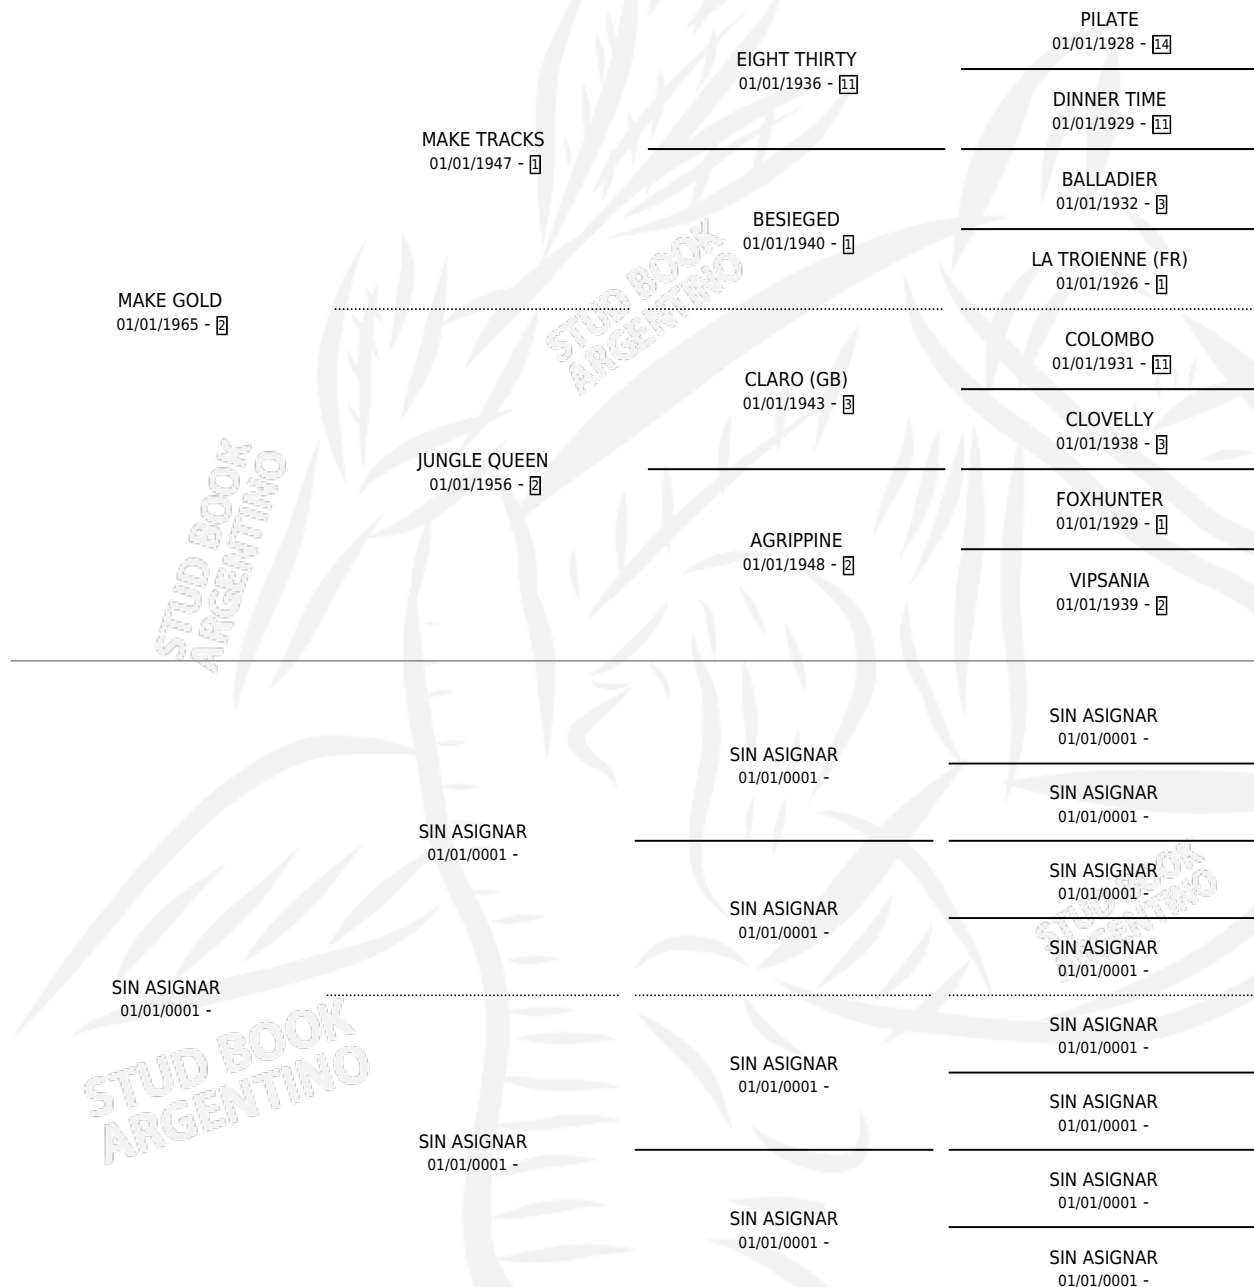 PILATE
01/01/1928 - 14
EIGHT THIRTY
01/01/1936 - 11
DINNER TIME
01/01/1929 - 11
MAKE TRACKS
01/01/1947 - 1
BALLADIER
01/01/1932 - 3
BESIEGED
01/01/1940 - 1
LA TROIENNE (FR)
01/01/1926 - 1
MAKE GOLD
01/01/1965 - 2
COLOMBO
01/01/1931 - 11
CLARO (GB)
01/01/1943 - 3
CLOVELLY
01/01/1938 - 3
JUNGLE QUEEN
01/01/1956 - 2
FOXHUNTER
01/01/1929 - 1
AGRIPPINE
01/01/1948 - 2
VIPSANIA
01/01/1939 - 2
STUD BOOK
ARGENTINO
STUD BOOK
ARGENTINO
SIN ASIGNAR
01/01/0001 -
SIN ASIGNAR
01/01/0001 -
SIN ASIGNAR
01/01/0001 -
SIN ASIGNAR
01/01/0001 -
SIN ASIGNAR
01/01/0001 -
SIN ASIGNAR
01/01/0001 -
SIN ASIGNAR
01/01/0001 -
SIN ASIGNAR
01/01/0001 -
SIN ASIGNAR
01/01/0001 -
SIN ASIGNAR
01/01/0001 -
SIN ASIGNAR
01/01/0001 -
SIN ASIGNAR
01/01/0001 -
SIN ASIGNAR
01/01/0001 -
SIN ASIGNAR
01/01/0001 -
SIN ASIGNAR
01/01/0001 -
STUD BOOK
ARGENTINO
STUD BOOK
ARGENTINO